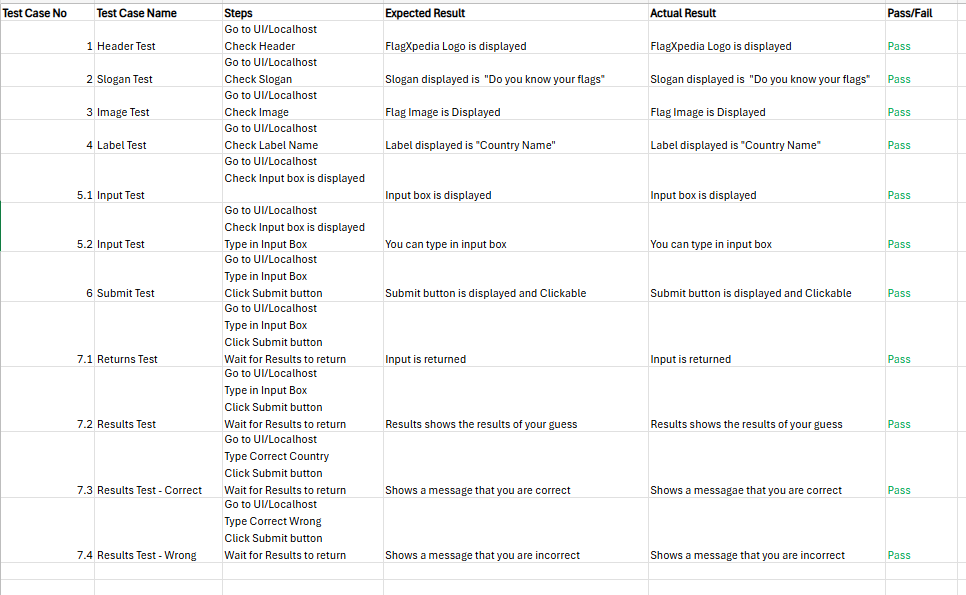 Test Case No Test Case Name Steps Expected Result Actual Result Pass/Fail
Go to UI/Localhost
1 Header Test Check Header FlagXpedia Logo is displayed FlagXpedia Logo is displayed Pass
Go to UI/Localhost
2 Slogan Test Check Slogan Slogan displayed is "Do you know your flags" Slogan displayed is "Do you know your flags" Pass
Go to UI/Localhost
3 Image Test Check Image Flag Image is Displayed Flag Image is Displayed Pass
Go to UI/Localhost
4 Label Test Check Label Name Label displayed is "Country Name" Label displayed is "Country Name" Pass
Go to UI/Localhost
Check Input box is displayed
5.1 Input Test Input box is displayed Input box is displayed Pass
Go to UI/Localhost
Check Input box is displayed
5.2 Input Test Type in Input Box You can type in input box You can type in input box Pass
Go to UI/Localhost
Type in Input Box
6 Submit Test Click Submit button Submit button is displayed and Clickable Submit button is displayed and Clickable Pass
Go to UI/Localhost
Type in Input Box
Click Submit button
7.1 Returns Test Wait for Results to return Input is returned Input is returned Pass
Go to UI/Localhost
Type in Input Box
Click Submit button
7.2 Results Test Wait for Results to return Results shows the results of your guess Results shows the results of your guess Pass
Go to UI/Localhost
Type Correct Country
Click Submit button
7.3 Results Test - Correct Wait for Results to return Shows a message that you are correct Shows a messagae that you are correct Pass
Go to UI/Localhost
Type Correct Wrong
Click Submit button
7.4 Results Test - Wrong Wait for Results to return Shows a message that you are incorrect Shows a message that you are incorrect Pass